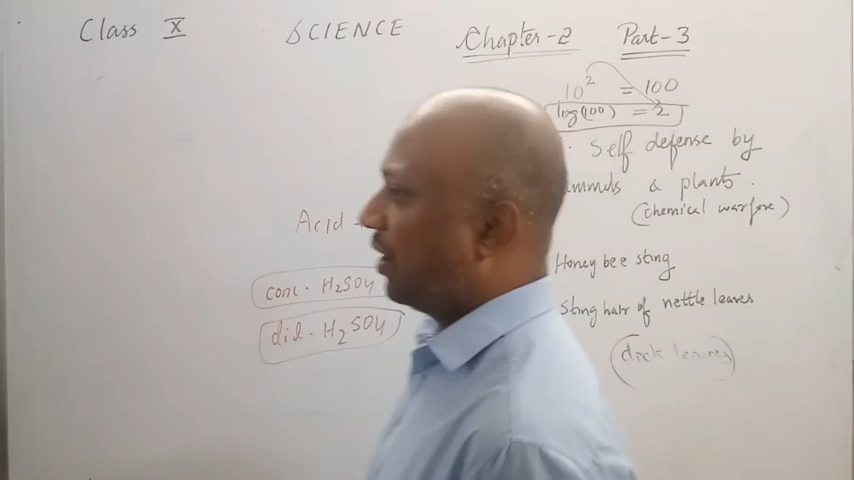 Class X SCIENCE Chapter-2 Part-3
10² = 100
log(100) = 2
Self defense by
& plants.
(chemical warfare)
Acid -
conc. H₂SO₄
dil. H₂SO₄
Honey bee sting
Sting hair of nettle leaves
(dock leaves)